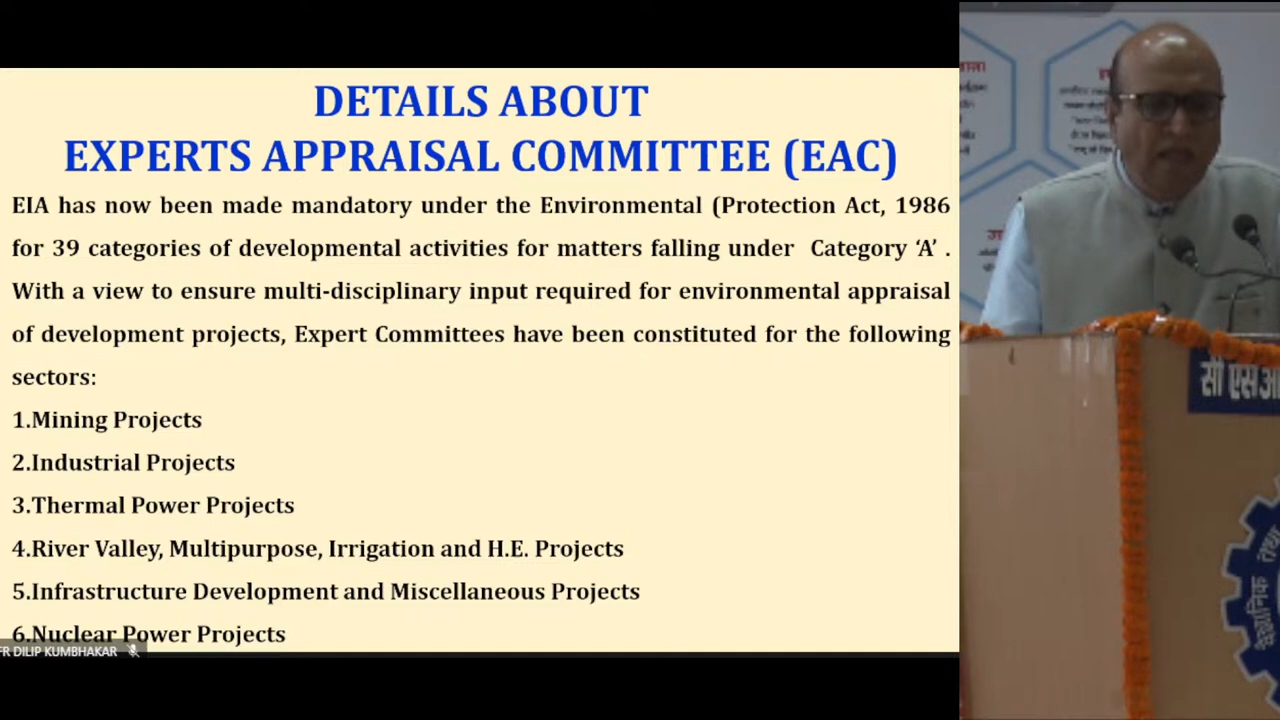 DETAILS ABOUT
EXPERTS APPRAISAL COMMITTEE (EAC)
EIA has now been made mandatory under the Environmental (Protection Act, 1986
for 39 categories of developmental activities for matters falling under Category ‘A’ .
With a view to ensure multi-disciplinary input required for environmental appraisal
of development projects, Expert Committees have been constituted for the following
sectors:
1.Mining Projects
2.Industrial Projects
3.Thermal Power Projects
4.River Valley, Multipurpose, Irrigation and H.E. Projects
5.Infrastructure Development and Miscellaneous Projects
6.Nuclear Power Projects
FR DILIP KUMBHAKAR
सी एस आ